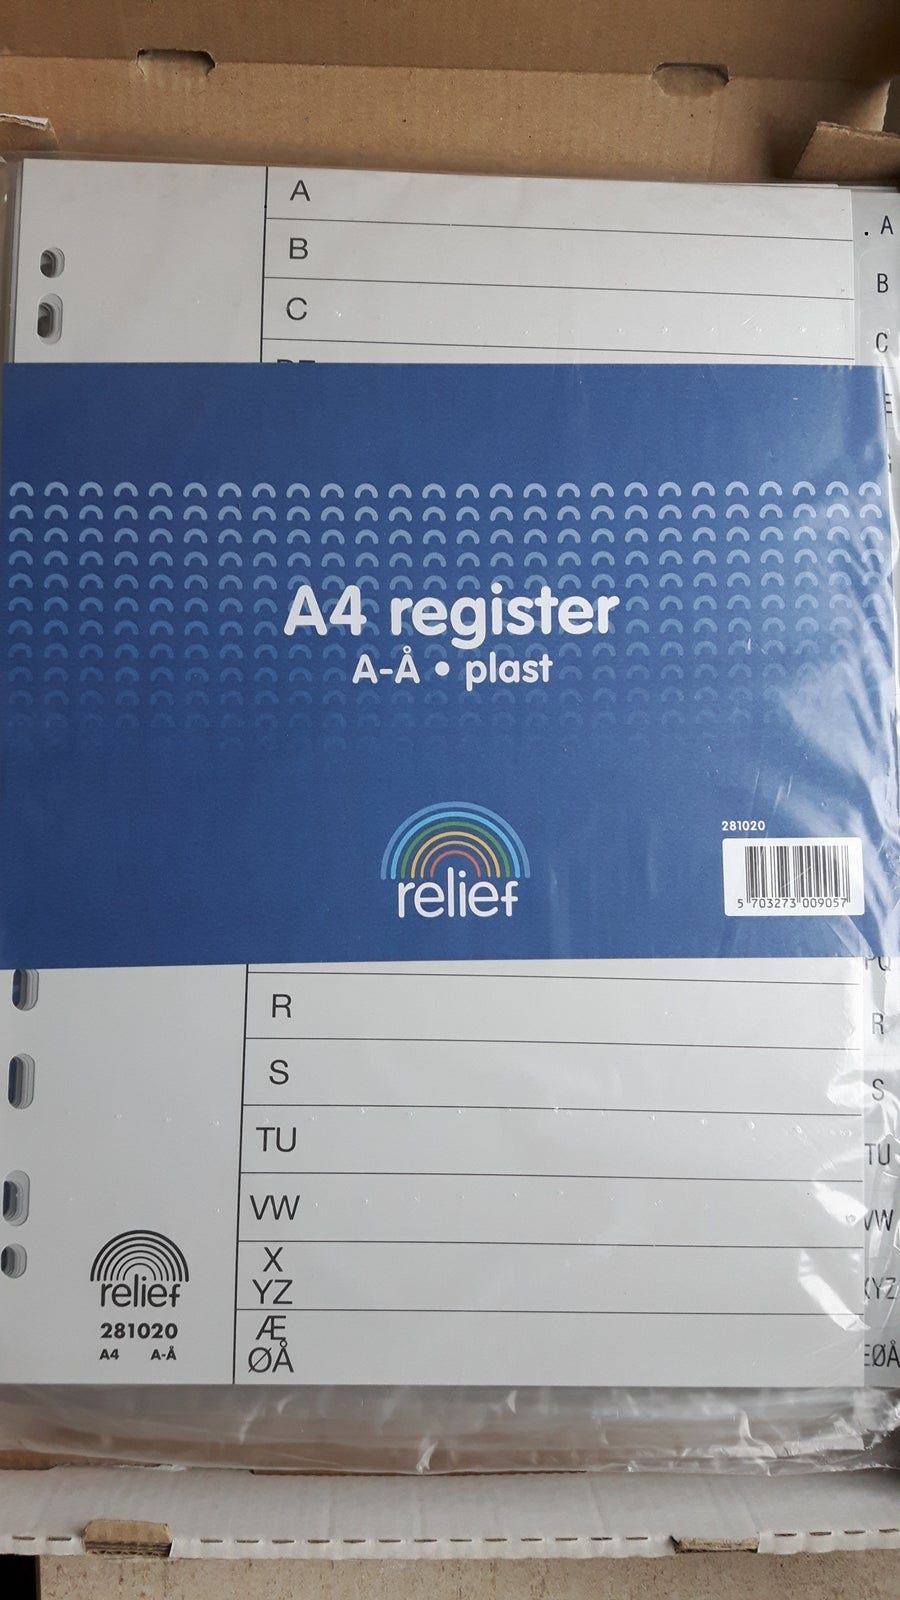 A
B
C
. A
B
C
E
A4 register
A-Å • plast
relief
281020
5 703273 009057
R
S
TU
VW
X
YZ
Æ
ØÅ
PQ
R
S
TU
VW
XYZ
ØÅ
relief
281020
A4 A-Å